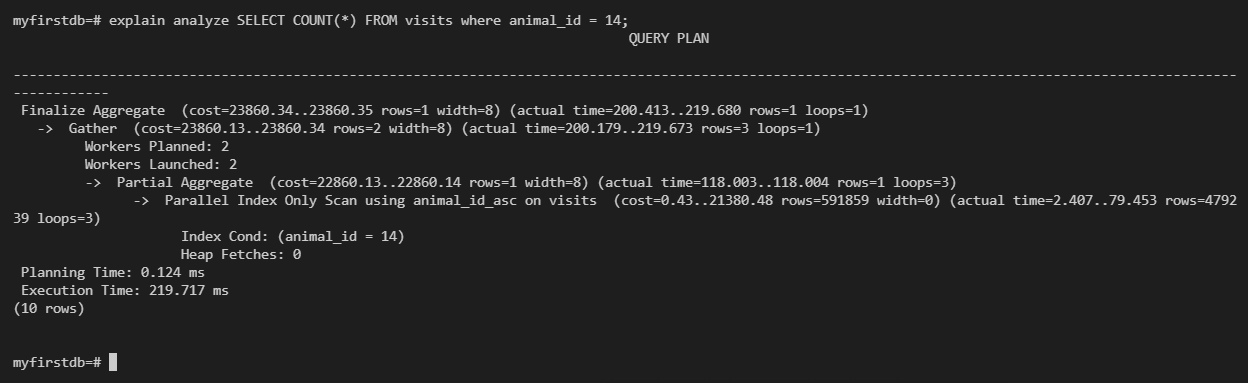 myfirstdb=# explain analyze SELECT COUNT(*) FROM visits where animal_id = 14;
QUERY PLAN
---------------------------------------------------------------------------------------------------------------------------------------------------------
------------
Finalize Aggregate  (cost=23860.34..23860.35 rows=1 width=8) (actual time=200.413..219.680 rows=1 loops=1)
  ->  Gather  (cost=23860.13..23860.34 rows=2 width=8) (actual time=200.179..219.673 rows=3 loops=1)
        Workers Planned: 2
        Workers Launched: 2
        ->  Partial Aggregate  (cost=22860.13..22860.14 rows=1 width=8) (actual time=118.003..118.004 rows=1 loops=3)
              ->  Parallel Index Only Scan using animal_id_asc on visits  (cost=0.43..21380.48 rows=591859 width=0) (actual time=2.407..79.453 rows=4792
39 loops=3)
                    Index Cond: (animal_id = 14)
                    Heap Fetches: 0
Planning Time: 0.124 ms
Execution Time: 219.717 ms
(10 rows)
myfirstdb=#